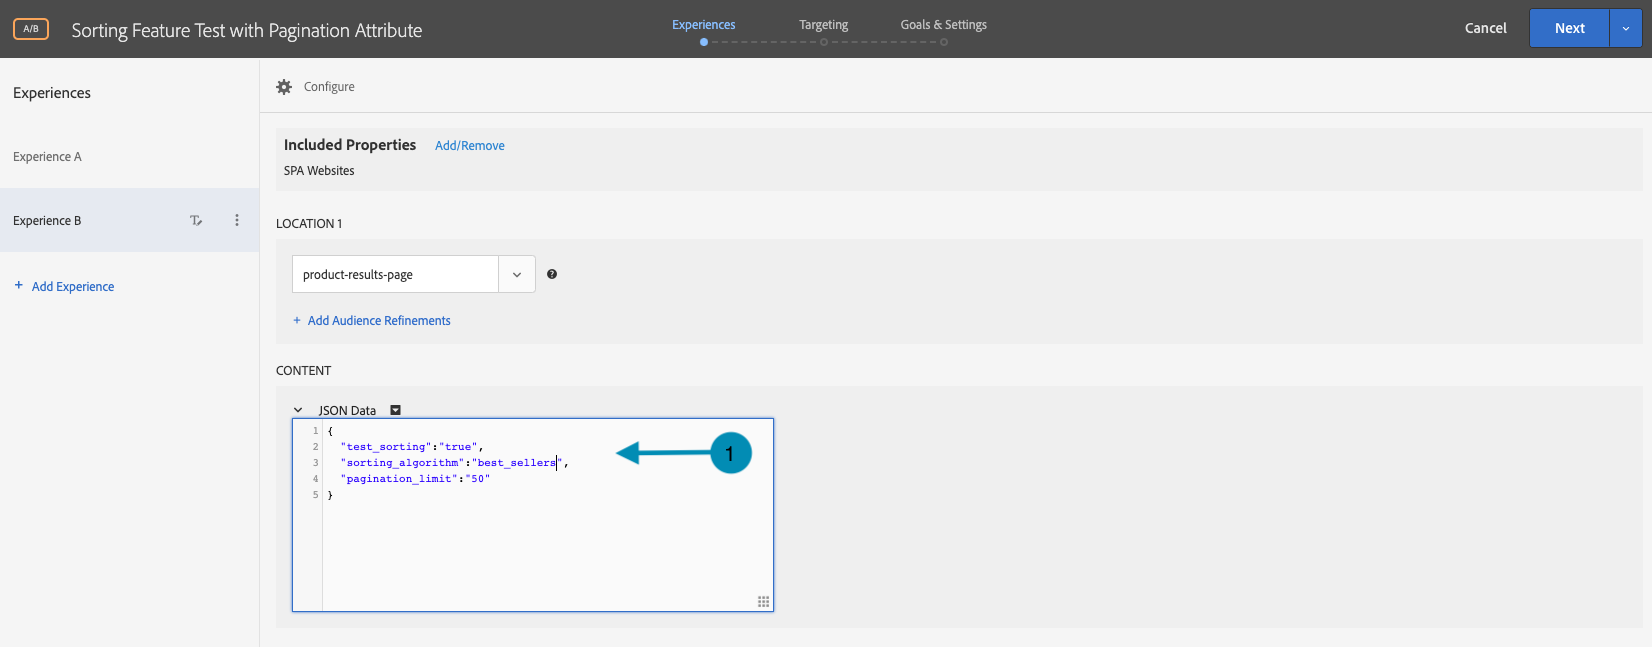 A/B
Sorting Feature Test with Pagination Attribute
Experiences
Targeting
Goals & Settings
Cancel
Next
Experiences
Experience A
Experience B
+ Add Experience
Configure
Included Properties
Add/Remove
SPA Websites
LOCATION 1
product-results-page
?
+ Add Audience Refinements
CONTENT
JSON Data
1 {
2 "test_sorting":"true",
3 "sorting_algorithm":"best_sellers",
4 "pagination_limit":"50"
5 }
1